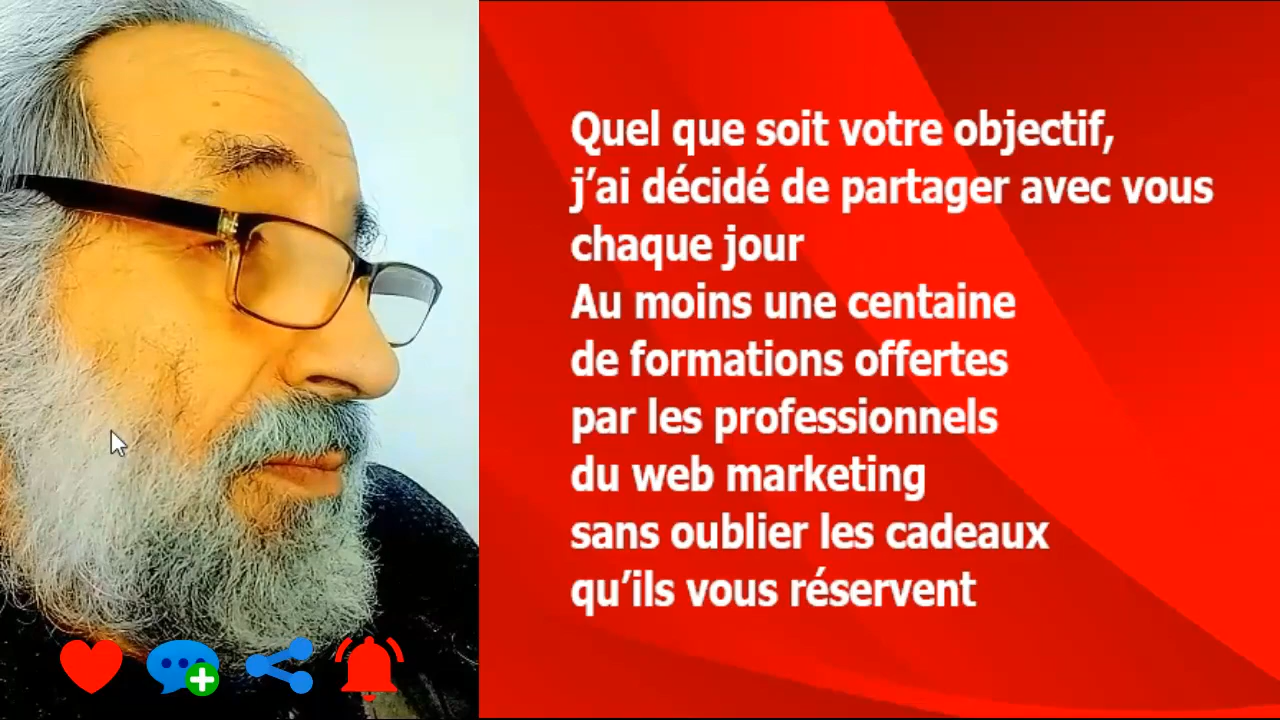 Quel que soit votre objectif,
j’ai décidé de partager avec vous
chaque jour
Au moins une centaine
de formations offertes
par les professionnels
du web marketing
sans oublier les cadeaux
qu’ils vous réservent